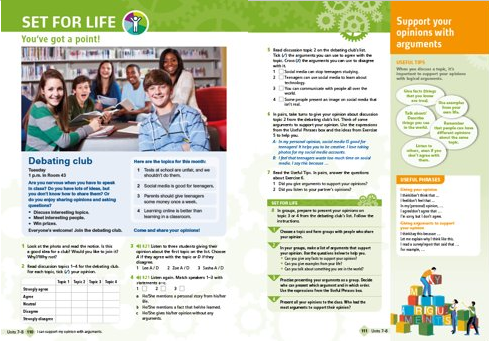 SET FOR LIFE
You've got a point!
Debating club
Tuesday
1 p.m. in Room 43
Are you nervous when you have to speak
in class? Do you have lots of ideas, but
you don't know how to share them? Or
do you enjoy sharing opinions and asking
questions?
• Discuss interesting topics.
• Meet interesting people.
• Win prizes.
Everyone's welcome! Join the debating club.
Here are the topics for this month:
1 Tests at school are unfair, and we
shouldn't do them.
2 Social media is good for teenagers.
3 Parents should give teenagers
some money once a week.
4 Learning online is better than
learning in a classroom.
Come and share your opinions!
1 Look at the photo and read the notice. Is this
a good idea for a club? Would you like to join it?
Why?/Why not?
2 Read discussion topics 1–4 for the debating club.
For each topic, tick (✓) your opinion.
Topic 1 Topic 2 Topic 3 Topic 4
Strongly agree
Agree
Neutral
Disagree
Strongly disagree
3 Listen to three students giving their
opinion about the first topic on the list. Choose
A if they agree with the topic or D if they
disagree.
1 Lee A / D 2 Zoe A / D 3 Sasha A / D
4 Listen again. Match speakers 1–3 with
statements a–c.
1 2 3
a He/She mentions a personal story from his/her
life.
b He/She mentions a fact that he/she learned.
c He/She gives his/her opinion without any
arguments.
Units 7–8 110 I can support my opinion with arguments.
5 Read discussion topic 2 on the debating club's list.
Tick (✓) the arguments you can use to agree with the
topic. Cross (X) the arguments you can use to disagree
with it.
1 Social media can stop teenagers studying.
2 Teenagers can use social media to learn about
technology.
3 You can communicate with people all over the
world.
4 Some people present an image on social media that
isn't real.
6 In pairs, take turns to give your opinion about discussion
topic 2 from the debating club's list. Think of some
arguments to support your opinion. Use the expressions
from the Useful Phrases box and the ideas from Exercise
5 to help you.
A: In my personal opinion, social media is good for
teenagers! It helps you to be creative. I love taking
photos for my social media accounts.
B: I feel that teenagers waste too much time on social
media. I say this because …
7 Read the Useful Tips. In pairs, answer the questions
about Exercise 6.
1 Did you give arguments to support your opinions?
2 Did you listen to your partner's opinions?
SET FOR LIFE
8 In groups, prepare to present your opinions on
topic 3 or 4 from the debating club's list. Follow the
instructions.
Choose a topic and form groups with people who share
your opinion.
In your groups, make a list of arguments that support
your opinion. Use the questions below to help you.
• Can you give any facts to support your opinion?
• Can you give examples from your life?
• Can you talk about something you see in the world?
Practise presenting your arguments as a group. Decide
who can present which argument and in which order.
Use the expressions from the Useful Phrases box.
Present all your opinions to the class. Who had the
most arguments to support their opinion?
111 Units 7–8
Support your
opinions with
arguments
USEFUL TIPS
When you discuss a topic, it's
important to support your opinions
with logical arguments.
Use facts (things
that you know
are true).
Use examples
from your
own life.
Talk about/
Describe
things you see
in the world.
Remember
that people can have
different opinions
about the same
topic.
Listen to
others, even if you
don't agree with
them.
USEFUL PHRASES
Giving your opinion
I think/don't think that …
I feel/don't feel that …
In my (personal) opinion, …
I agree/don't agree that …
I'm sorry, but I don't agree.
Giving arguments to support
your opinion
I think/say this because …
Let me explain why I think like this.
For example, …
MY
ARGUMENTS